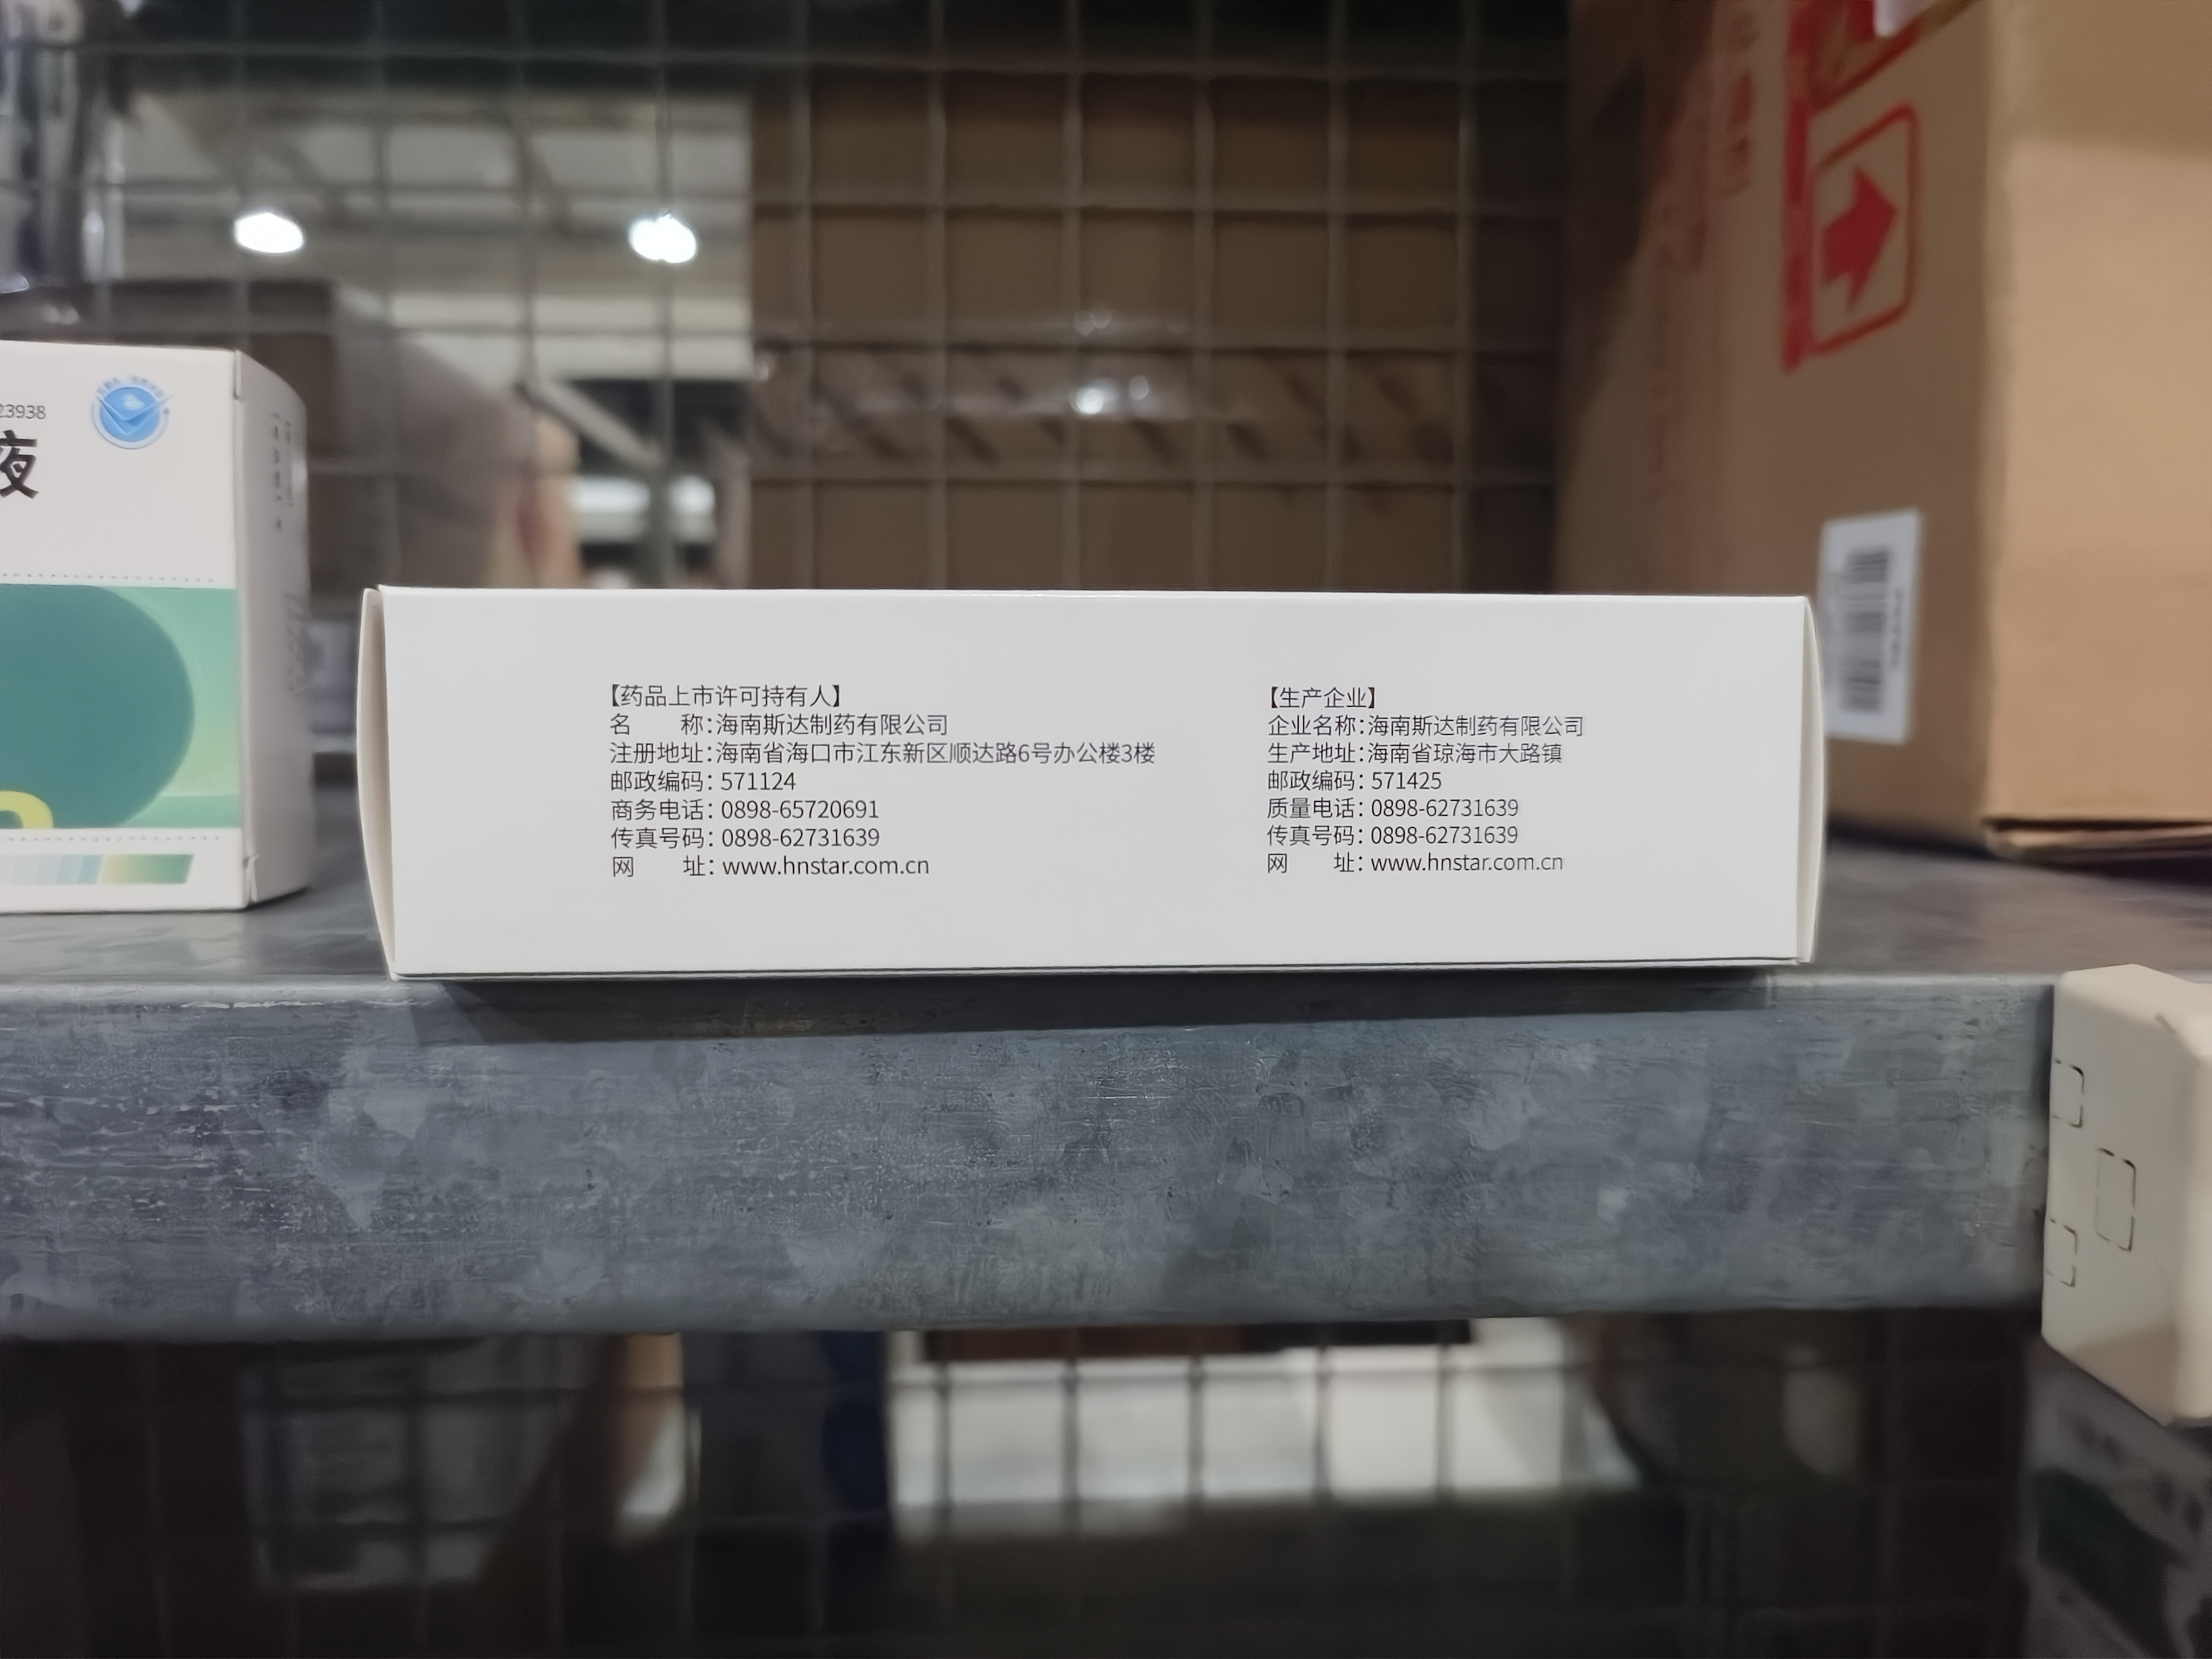 23938
【药品上市许可持有人】
名 称：海南斯达制药有限公司
注册地址：海南省海口市江东新区顺达路6号办公楼3楼
邮政编码：571124
商务电话：0898-65720691
传真号码：0898-62731639
网 址：www.hnstar.com.cn
【生产企业】
企业名称：海南斯达制药有限公司
生产地址：海南省琼海市大路镇
邮政编码：571425
质量电话：0898-62731639
传真号码：0898-62731639
网 址：www.hnstar.com.cn